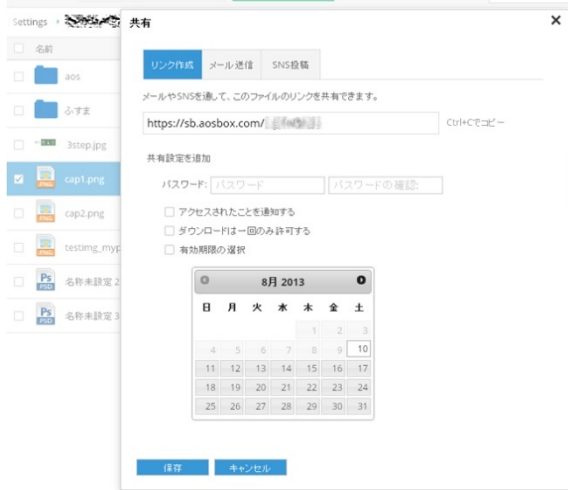 Settings
共有
名前
リンク作成 メール送信 SNS投稿
aos
メールやSNSを通して、このファイルのリンクを共有できます。
ふすま
https://sb.aosbox.com/
Ctrl+Cでコピー
3step.jpg
共有設定を追加
cap1.png
パスワード: パスワード パスワードの確認:
cap2.png
アクセスされたことを通知する
ダウンロードは一回のみ許可する
testimg_myp
有効期限の選択
名称未設定 2
8月 2013
名称未設定 3
日 月 火 水 木 金 土
1 2 3
4 5 6 7 8 9 10
11 12 13 14 15 16 17
18 19 20 21 22 23 24
25 26 27 28 29 30 31
保存 キャンセル